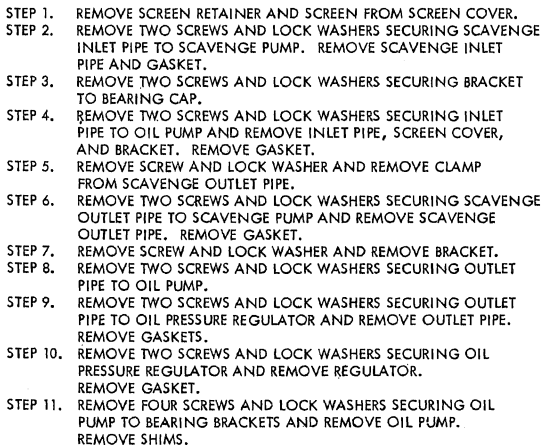 STEP 1. REMOVE SCREEN RETAINER AND SCREEN FROM SCREEN COVER.
STEP 2. REMOVE TWO SCREWS AND LOCK WASHERS SECURING SCAVENGE
INLET PIPE TO SCAVENGE PUMP. REMOVE SCAVENGE INLET
PIPE AND GASKET.
STEP 3. REMOVE TWO SCREWS AND LOCK WASHERS SECURING BRACKET
TO BEARING CAP.
STEP 4. REMOVE TWO SCREWS AND LOCK WASHERS SECURING INLET
PIPE TO OIL PUMP AND REMOVE INLET PIPE, SCREEN COVER,
AND BRACKET. REMOVE GASKET.
STEP 5. REMOVE SCREW AND LOCK WASHER AND REMOVE CLAMP
FROM SCAVENGE OUTLET PIPE.
STEP 6. REMOVE TWO SCREWS AND LOCK WASHERS SECURING SCAVENGE
OUTLET PIPE TO SCAVENGE PUMP AND REMOVE SCAVENGE
OUTLET PIPE. REMOVE GASKET.
STEP 7. REMOVE SCREW AND LOCK WASHER AND REMOVE BRACKET.
STEP 8. REMOVE TWO SCREWS AND LOCK WASHERS SECURING OUTLET
PIPE TO OIL PUMP.
STEP 9. REMOVE TWO SCREWS AND LOCK WASHERS SECURING OUTLET
PIPE TO OIL PRESSURE REGULATOR AND REMOVE OUTLET PIPE.
REMOVE GASKETS.
STEP 10. REMOVE TWO SCREWS AND LOCK WASHERS SECURING OIL
PRESSURE REGULATOR AND REMOVE REGULATOR.
REMOVE GASKET.
STEP 11. REMOVE FOUR SCREWS AND LOCK WASHERS SECURING OIL
PUMP TO BEARING BRACKETS AND REMOVE OIL PUMP.
REMOVE SHIMS.